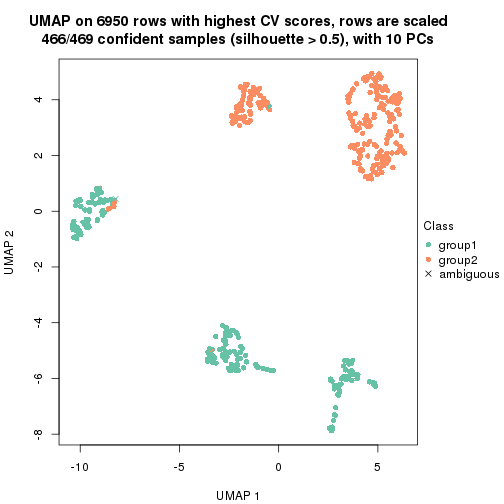 UMAP on 6950 rows with highest CV scores, rows are scaled
466/469 confident samples (silhouette > 0.5), with 10 PCs
4
2
0
-2
-4
-6
-8
UMAP 2
Class
group1
group2
ambiguous
-10
-5
0
5
UMAP 1